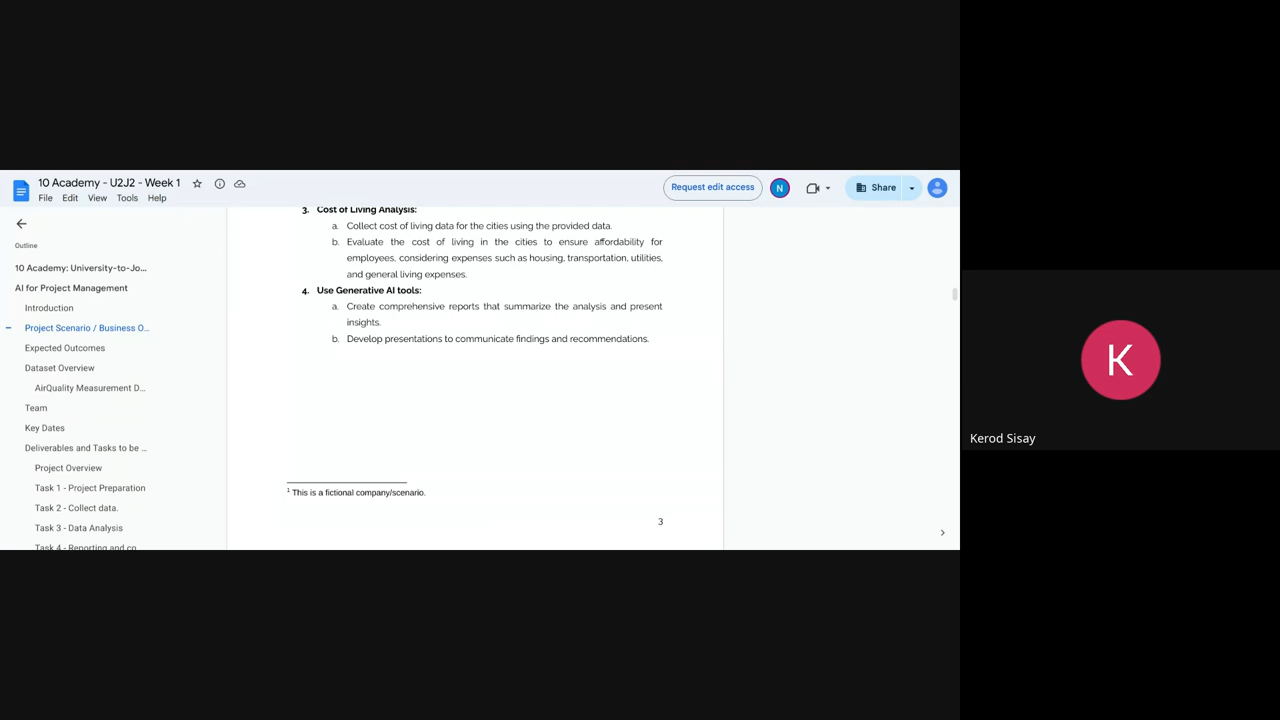 10 Academy - U2J2 - Week 1
File Edit View Tools Help
Request edit access
N
Share
Outline
10 Academy: University-to-Jo...
AI for Project Management
Introduction
Project Scenario / Business O...
Expected Outcomes
Dataset Overview
AirQuality Measurement D...
Team
Key Dates
Deliverables and Tasks to be ...
Project Overview
Task 1 - Project Preparation
Task 2 - Collect data.
Task 3 - Data Analysis
Task 4 - Reporting and co...
3. Cost of Living Analysis:
a. Collect cost of living data for the cities using the provided data.
b. Evaluate the cost of living in the cities to ensure affordability for
employees, considering expenses such as housing, transportation, utilities,
and general living expenses.
4. Use Generative AI tools:
a. Create comprehensive reports that summarize the analysis and present
insights.
b. Develop presentations to communicate findings and recommendations.
1 This is a fictional company/scenario.
3
K
Kerod Sisay